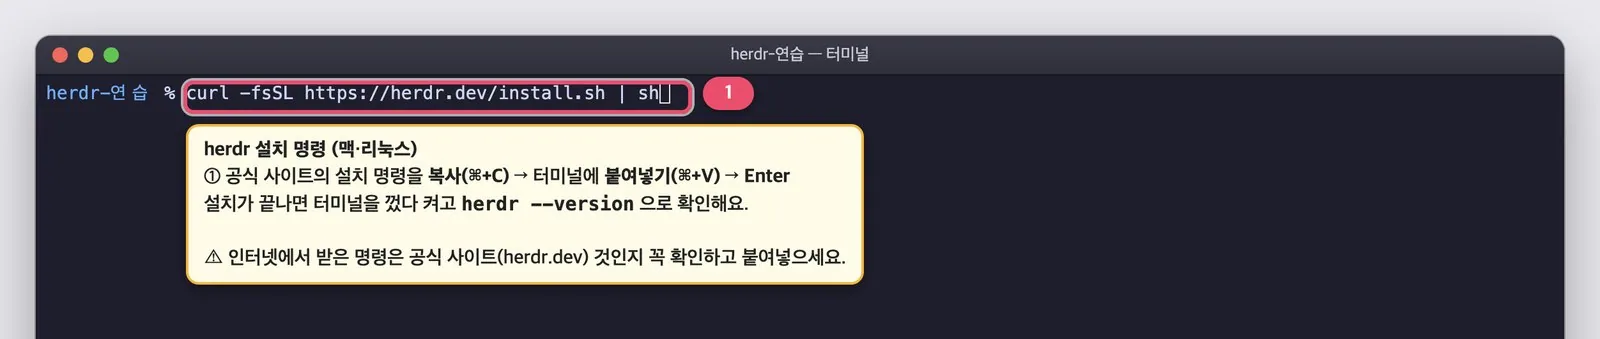 herdr-연습 — 터미널
herdr-연습 % curl -fsSL https://herdr.dev/install.sh | sh
1
herdr 설치 명령 (맥·리눅스)
① 공식 사이트의 설치 명령을 복사(⌘+C) → 터미널에 붙여넣기(⌘+V) → Enter
설치가 끝나면 터미널을 껐다 켜고 herdr --version 으로 확인해요.
⚠ 인터넷에서 받은 명령은 공식 사이트(herdr.dev) 것인지 꼭 확인하고 붙여넣으세요.